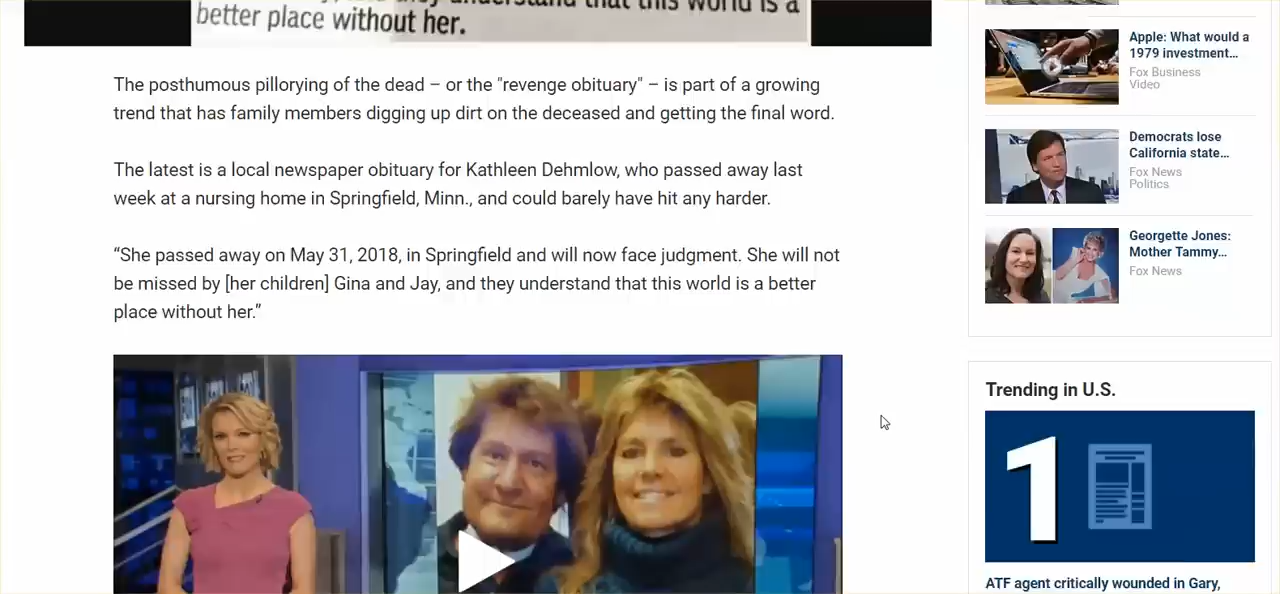 better place without her.
The posthumous pillorying of the dead – or the "revenge obituary" – is part of a growing
trend that has family members digging up dirt on the deceased and getting the final word.
The latest is a local newspaper obituary for Kathleen Dehmlow, who passed away last
week at a nursing home in Springfield, Minn., and could barely have hit any harder.
“She passed away on May 31, 2018, in Springfield and will now face judgment. She will not
be missed by [her children] Gina and Jay, and they understand that this world is a better
place without her.”
Apple: What would a
1979 investment...
Fox Business
Video
Democrats lose
California state...
Fox News
Politics
Georgette Jones:
Mother Tammy...
Fox News
Trending in U.S.
1
ATF agent critically wounded in Gary,